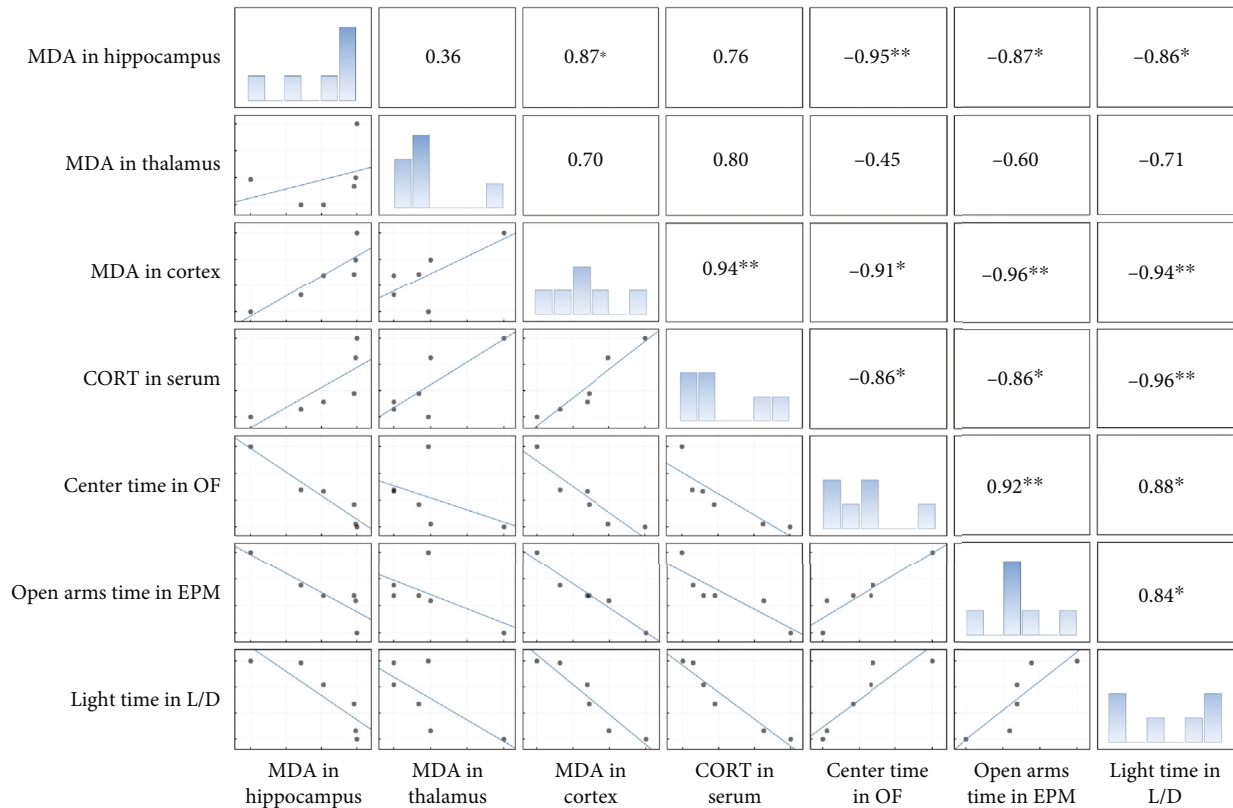 MDA in hippocampus
0.36
0.87*
0.76
–0.95**
–0.87*
–0.86*
MDA in thalamus
0.70
0.80
–0.45
–0.60
–0.71
MDA in cortex
0.94**
–0.91*
–0.96**
–0.94**
CORT in serum
–0.86*
–0.86*
–0.96**
Center time in OF
0.92**
0.88*
Open arms time in EPM
0.84*
Light time in L/D
MDA in
hippocampus
MDA in
thalamus
MDA in
cortex
CORT in
serum
Center time
in OF
Open arms
time in EPM
Light time in
L/D